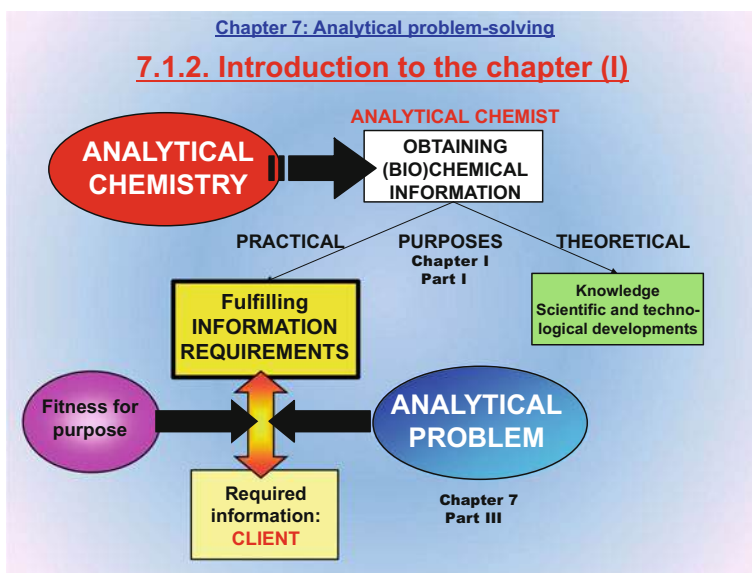 Chapter 7: Analytical problem-solving
7.1.2. Introduction to the chapter (I)
ANALYTICAL CHEMIST
ANALYTICAL
CHEMISTRY
OBTAINING
(BIO)CHEMICAL
INFORMATION
PRACTICAL
PURPOSES
THEORETICAL
Chapter I
Part I
Fulfilling
INFORMATION
REQUIREMENTS
Knowledge
Scientific and techno-
logical developments
Fitness for
purpose
ANALYTICAL
PROBLEM
Required
information:
CLIENT
Chapter 7
Part III